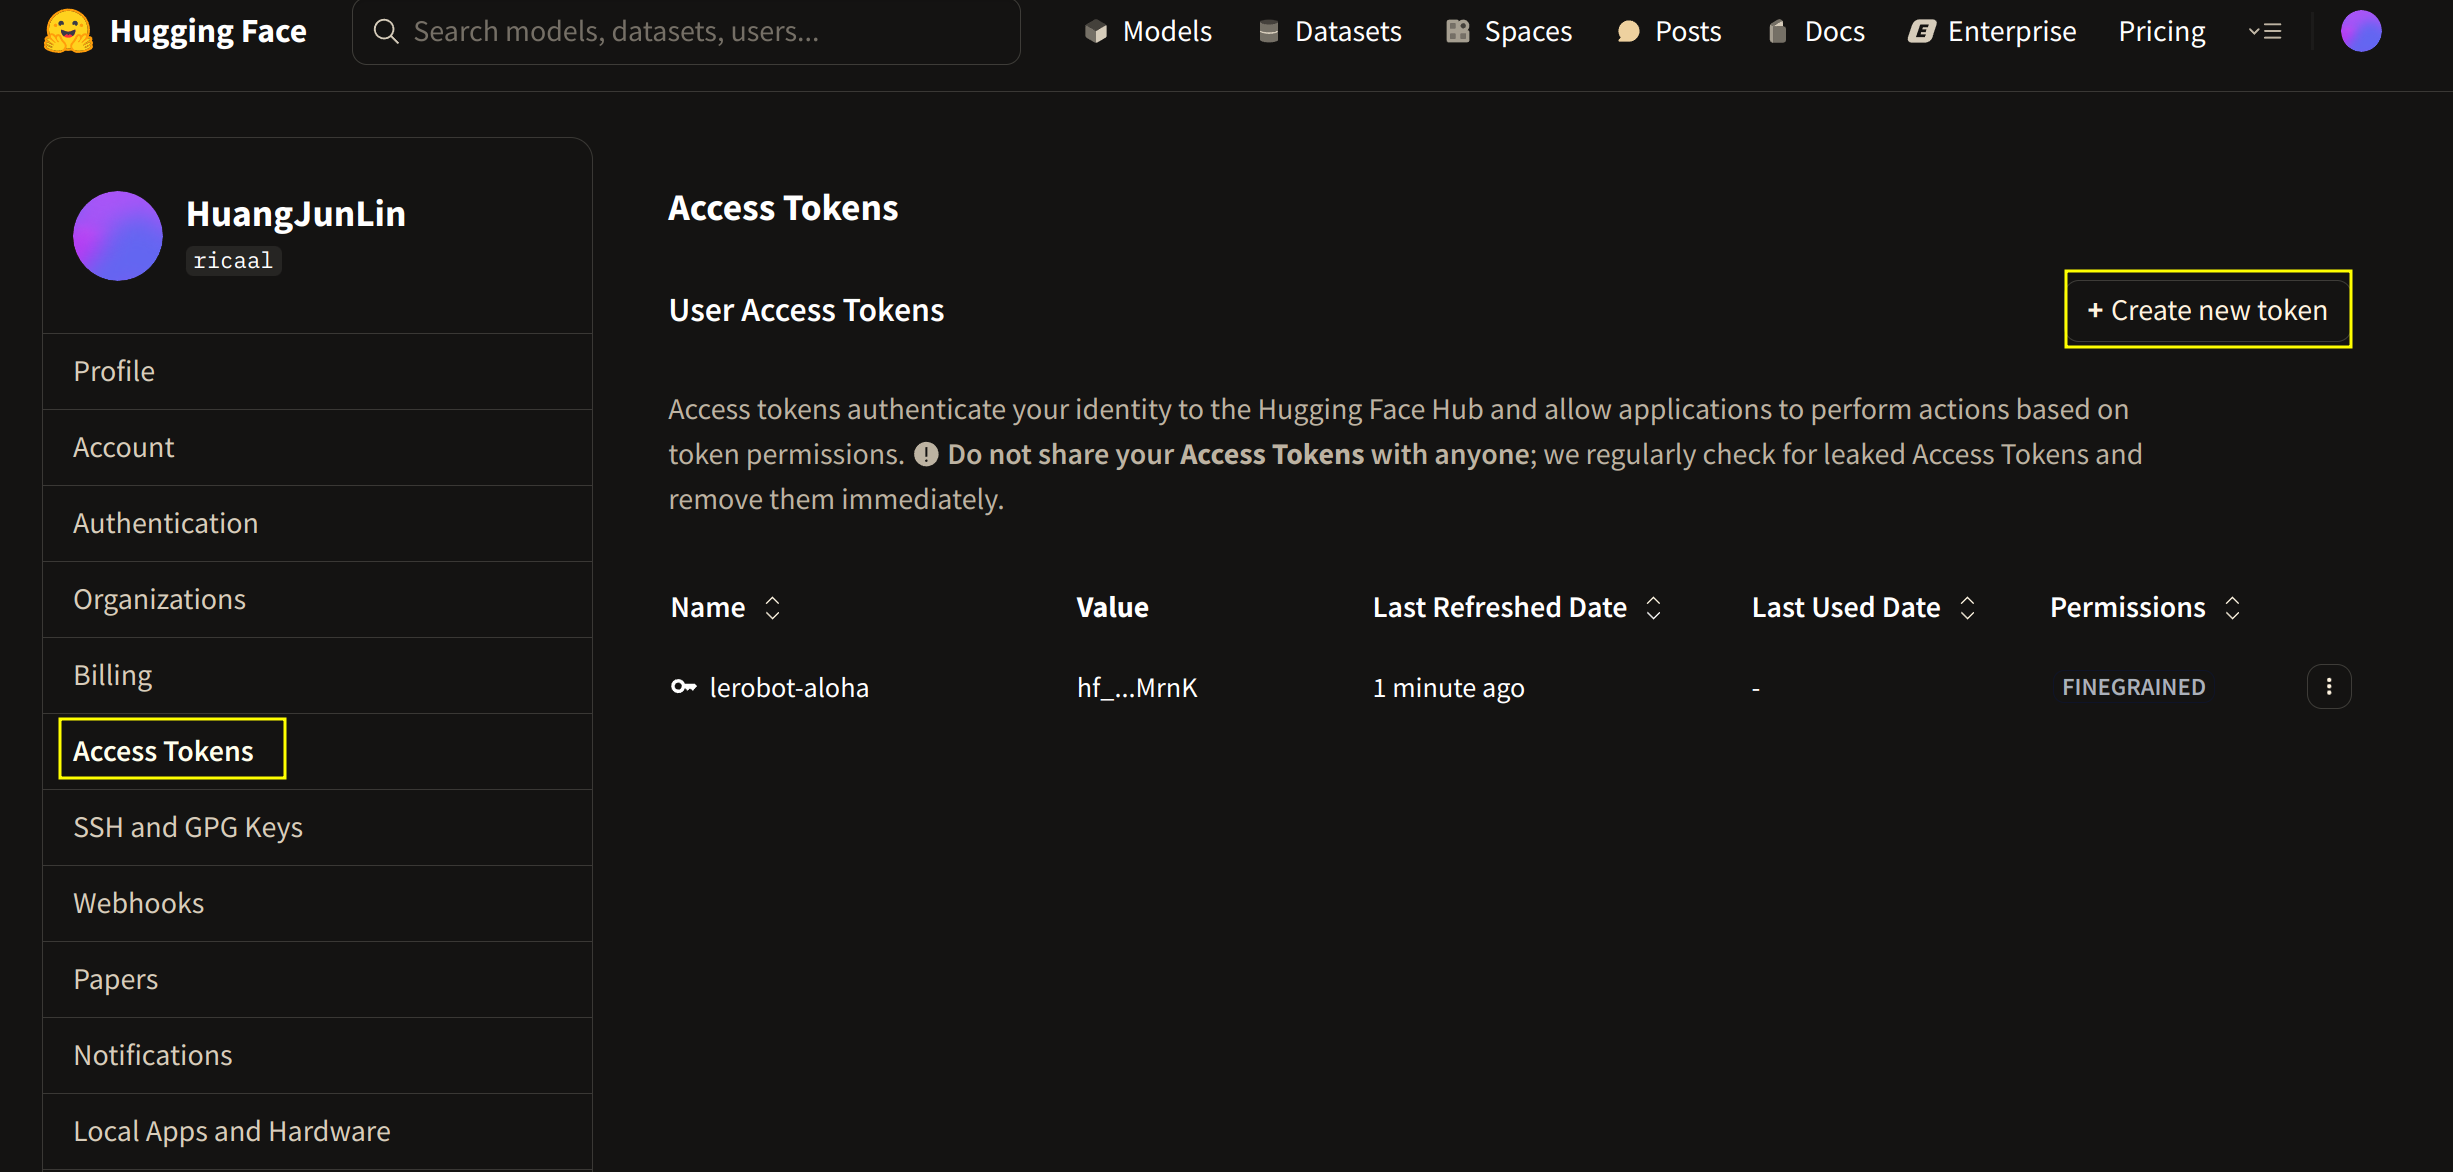 Hugging Face
Search models, datasets, users...
Models
Datasets
Spaces
Posts
Docs
Enterprise
Pricing
HuangJunLin
ricaal
Profile
Account
Authentication
Organizations
Billing
Access Tokens
SSH and GPG Keys
Webhooks
Papers
Notifications
Local Apps and Hardware
Access Tokens
User Access Tokens
+ Create new token
Access tokens authenticate your identity to the Hugging Face Hub and allow applications to perform actions based on
token permissions. Do not share your Access Tokens with anyone; we regularly check for leaked Access Tokens and
remove them immediately.
Name Value Last Refreshed Date Last Used Date Permissions
lerobot-aloha hf_...MrnK 1 minute ago - FINEGRAINED